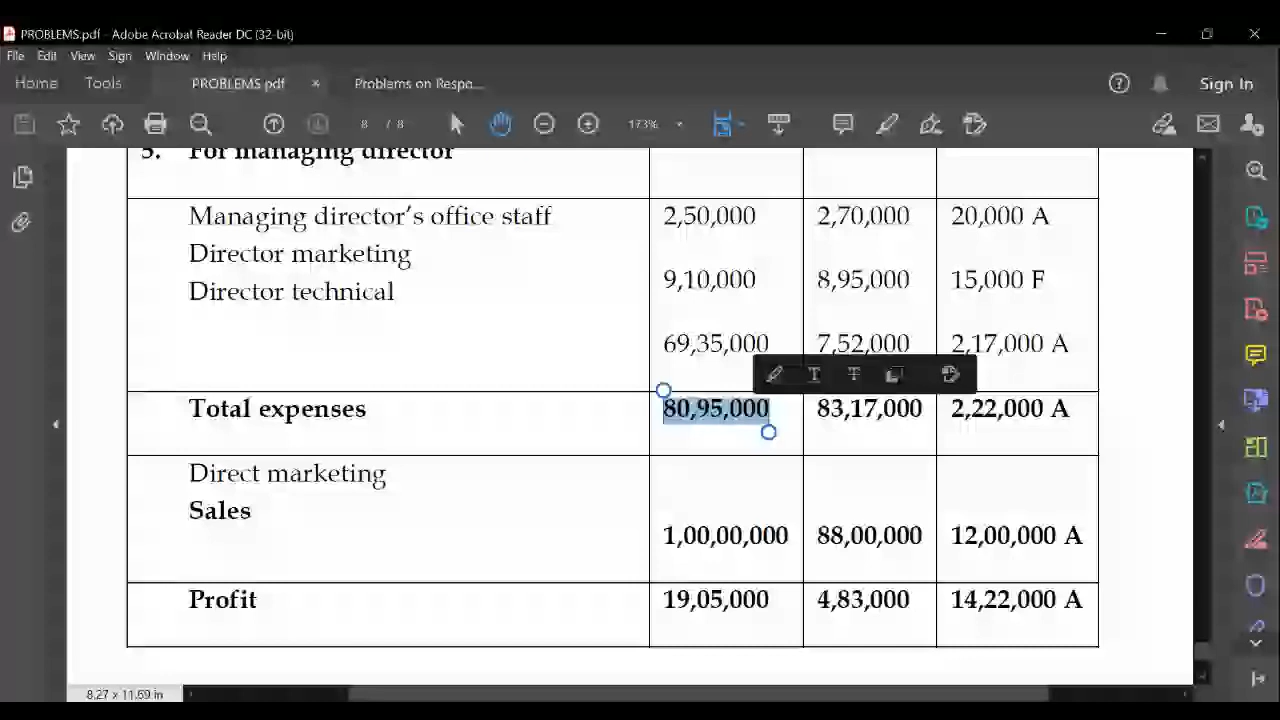 PROBLEMS.pdf - Adobe Acrobat Reader DC (32-bit)
File Edit View Sign Window Help
Home Tools PROBLEMS pdf × Problems on Respo... Sign In
8 / 8 173%
3. For managing director
Managing director's office staff 2,50,000 2,70,000 20,000 A
Director marketing
9,10,000 8,95,000 15,000 F
Director technical
69,35,000 7,52,000 2,17,000 A
Total expenses 80,95,000 83,17,000 2,22,000 A
Direct marketing
Sales
1,00,00,000 88,00,000 12,00,000 A
Profit 19,05,000 4,83,000 14,22,000 A
8.27 x 11.69 in